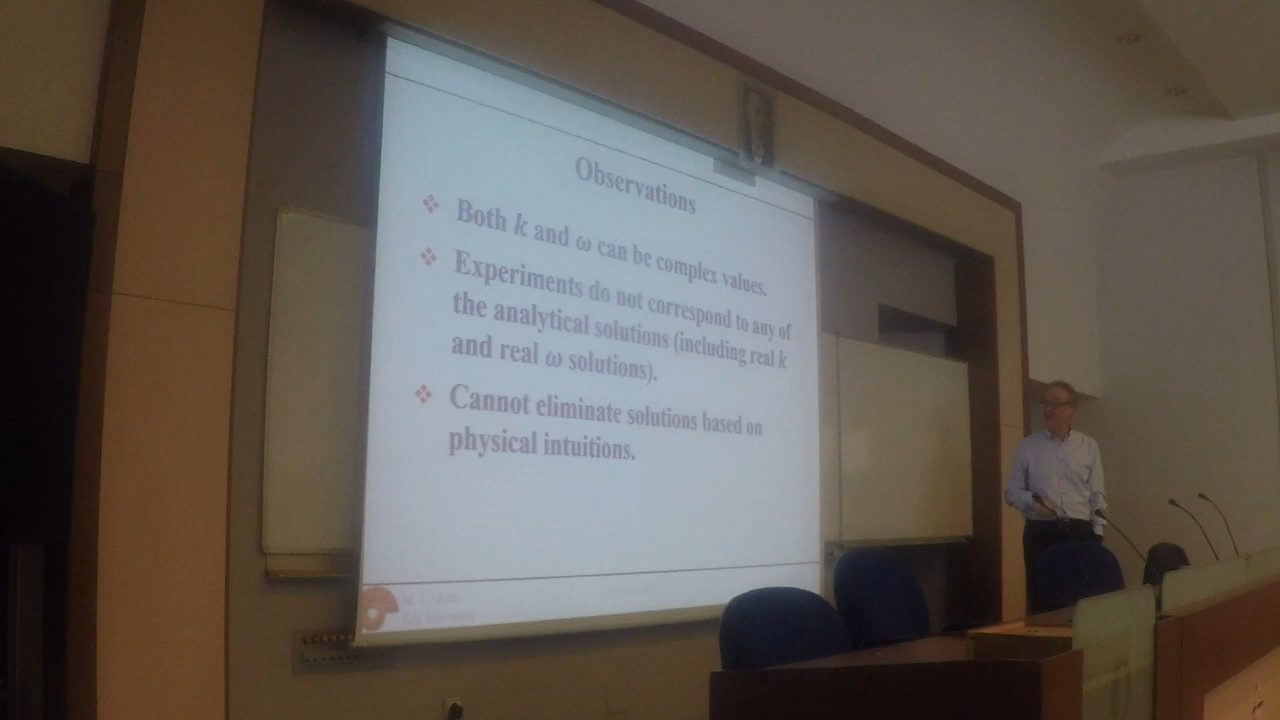 Observations
Both k and ω can be complex values.
Experiments do not correspond to any of
the analytical solutions (including real k
and real ω solutions).
Cannot eliminate solutions based on
physical intuitions.